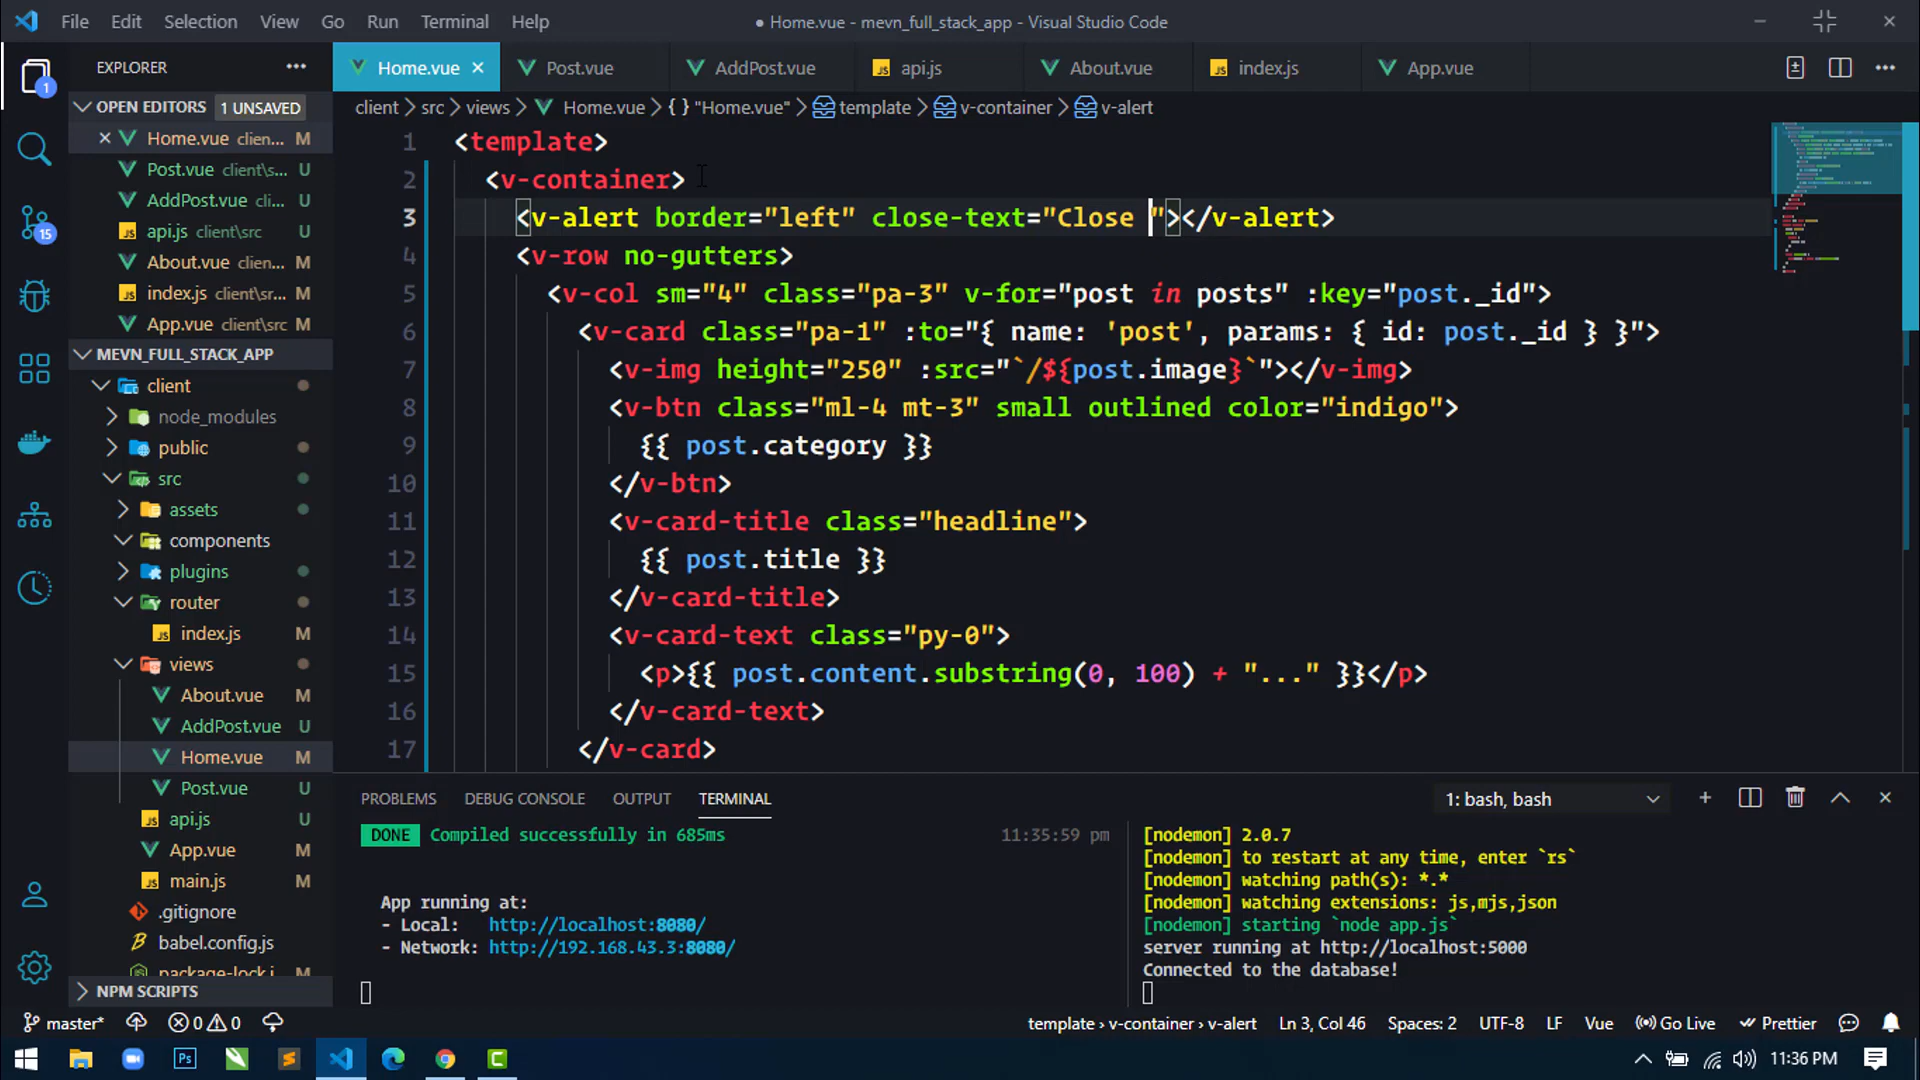 File Edit Selection View Go Run Terminal Help
● Home.vue - mevn_full_stack_app - Visual Studio Code
EXPLORER
Home.vue Post.vue AddPost.vue api.js About.vue index.js App.vue
OPEN EDITORS 1 UNSAVED
client > src > views > Home.vue > {} "Home.vue" > template > v-container > v-alert
Home.vue clien... M
Post.vue client\s... U
AddPost.vue clie... U
api.js client\src U
About.vue clien... M
index.js client\sr... M
App.vue client\src M
MEVN_FULL_STACK_APP
client
node_modules
public
src
assets
components
plugins
router
index.js M
views
About.vue M
AddPost.vue U
Home.vue M
Post.vue U
api.js U
App.vue M
main.js M
.gitignore
babel.config.js
package-lock.j... M
NPM SCRIPTS
1 <template>
2 <v-container>
3 <v-alert border="left" close-text="Close "></v-alert>
4 <v-row no-gutters>
5 <v-col sm="4" class="pa-3" v-for="post in posts" :key="post._id">
6 <v-card class="pa-1" :to="{ name: 'post', params: { id: post._id } }">
7 <v-img height="250" :src="`/${post.image}`"></v-img>
8 <v-btn class="ml-4 mt-3" small outlined color="indigo">
9 {{ post.category }}
10 </v-btn>
11 <v-card-title class="headline">
12 {{ post.title }}
13 </v-card-title>
14 <v-card-text class="py-0">
15 <p>{{ post.content.substring(0, 100) + "..." }}</p>
16 </v-card-text>
17 </v-card>
PROBLEMS DEBUG CONSOLE OUTPUT TERMINAL 1: bash, bash
DONE Compiled successfully in 685ms 11:35:59 pm
App running at:
- Local: http://localhost:8080/
- Network: http://192.168.43.3:8080/
[nodemon] 2.0.7
[nodemon] to restart at any time, enter `rs`
[nodemon] watching path(s): *.*
[nodemon] watching extensions: js,mjs,json
[nodemon] starting `node app.js`
server running at http://localhost:5000
Connected to the database!
master* 0 0 template > v-container > v-alert Ln 3, Col 46 Spaces: 2 UTF-8 LF Vue Go Live Prettier
1
15
11:36 PM